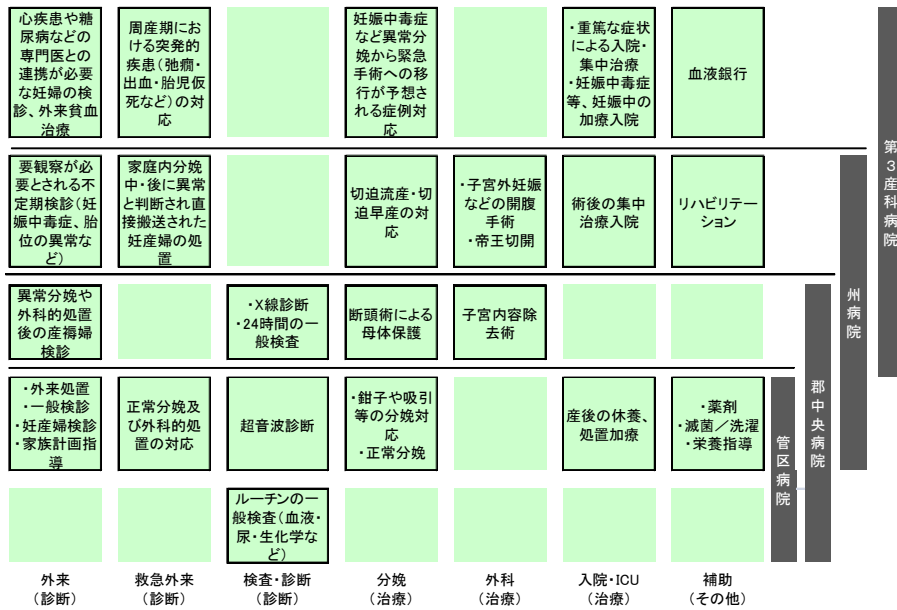 心疾患や糖
尿病などの
専門医との
連携が必要
な妊婦の検
診、外来貧血
治療
周産期にお
ける突発的
疾患(弛癇・
出血・胎児仮
死など)の対
応
妊娠中毒症
など異常分
娩から緊急
手術への移
行が予想さ
れる症例対
応
・重篤な症状
による入院・
集中治療
・妊娠中毒症
等、妊娠中の
加療入院
血液銀行
要観察が必
要とされる不
定期検診(妊
娠中毒症、胎
位の異常な
ど)
家庭内分娩
中・後に異常
と判断され直
接搬送された
妊産婦の処
置
切迫流産・切
迫早産の対
応
・子宮外妊娠
などの開腹
手術
・帝王切開
術後の集中
治療入院
リハビリテー
ション
異常分娩や
外科的処置
後の産褥婦
検診
・X線診断
・24時間の一
般検査
断頭術による
母体保護
子宮内容除
去術
・外来処置
・一般検診
・妊産婦検診
・家族計画指
導
正常分娩及
び外科的処
置の対応
超音波診断
・鉗子や吸引
等の分娩対
応
・正常分娩
産後の休養、
処置加療
・薬剤
・滅菌/洗濯
・栄養指導
ルーチンの一
般検査(血液・
尿・生化学な
ど)
管区病院
郡中央病院
州病院
第3産科病院
外来
(診断)
救急外来
(診断)
検査・診断
(診断)
分娩
(治療)
外科
(治療)
入院・ICU
(治療)
補助
(その他)